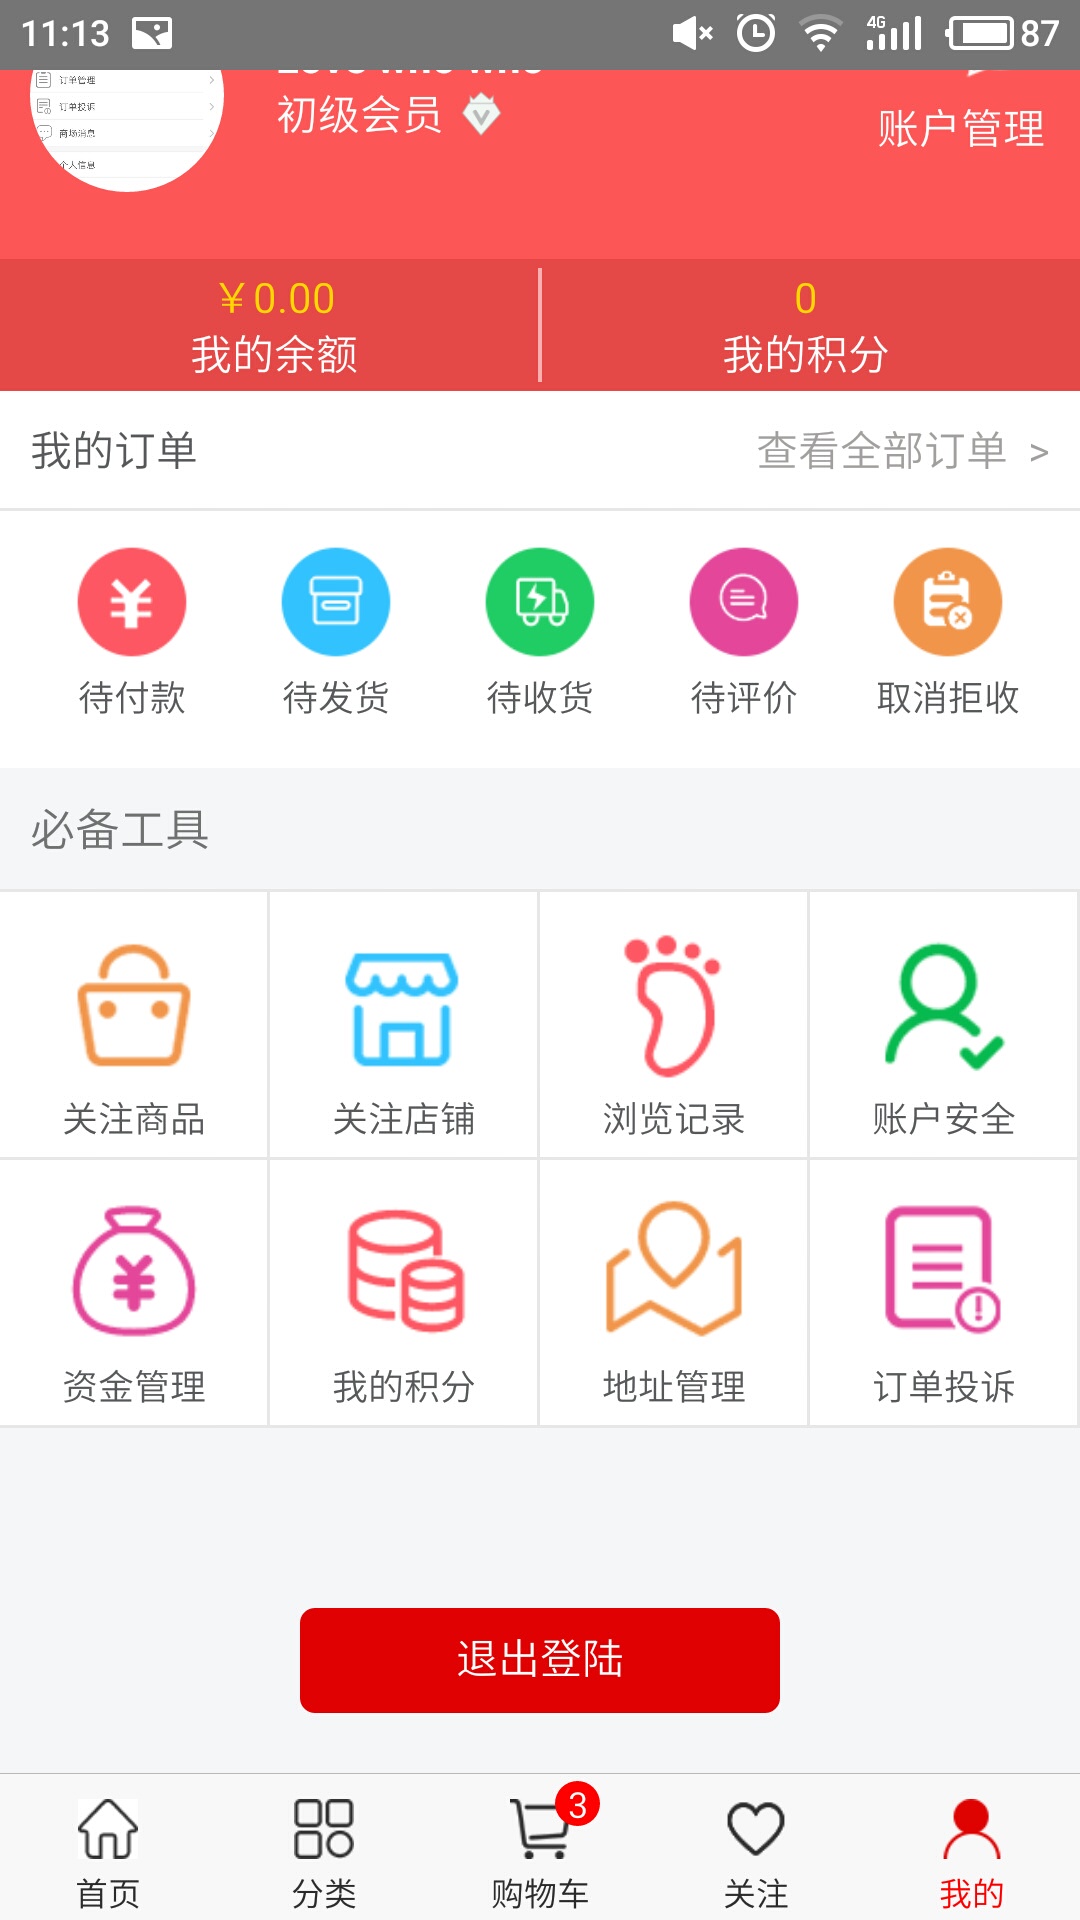 11:13
4G
87
订单管理
订单投诉
商场消息
个人信息
初级会员
账户管理
¥0.00
0
我的余额
我的积分
我的订单
查看全部订单 >
待付款
待发货
待收货
待评价
取消拒收
必备工具
关注商品
关注店铺
浏览记录
账户安全
资金管理
我的积分
地址管理
订单投诉
退出登陆
3
首页
分类
购物车
关注
我的